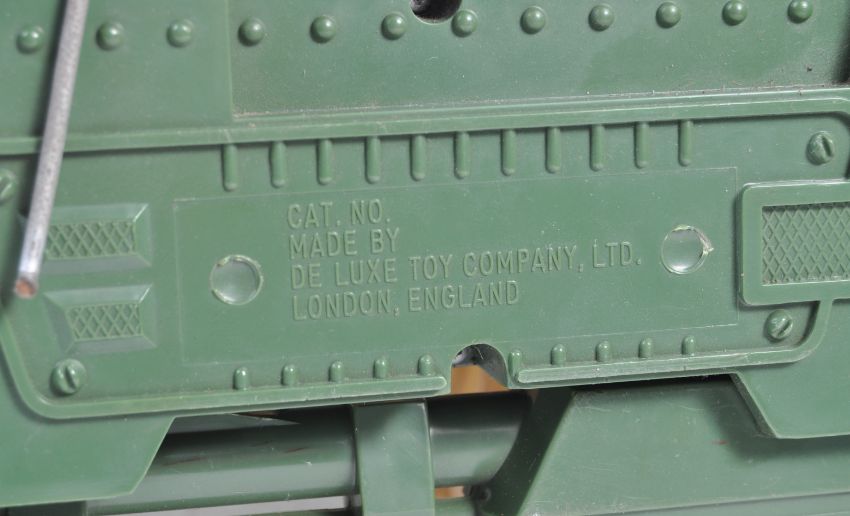 CAT. NO.
MADE BY
DE LUXE TOY COMPANY, LTD.
LONDON, ENGLAND